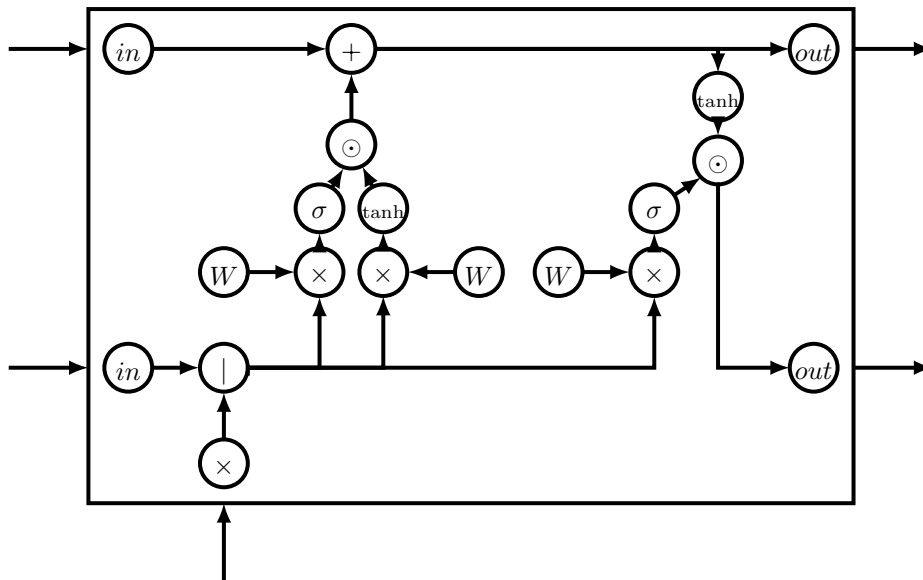 in + out
tanh
⊙
⊙
σ tanh σ
W × × W W ×
in | out
×